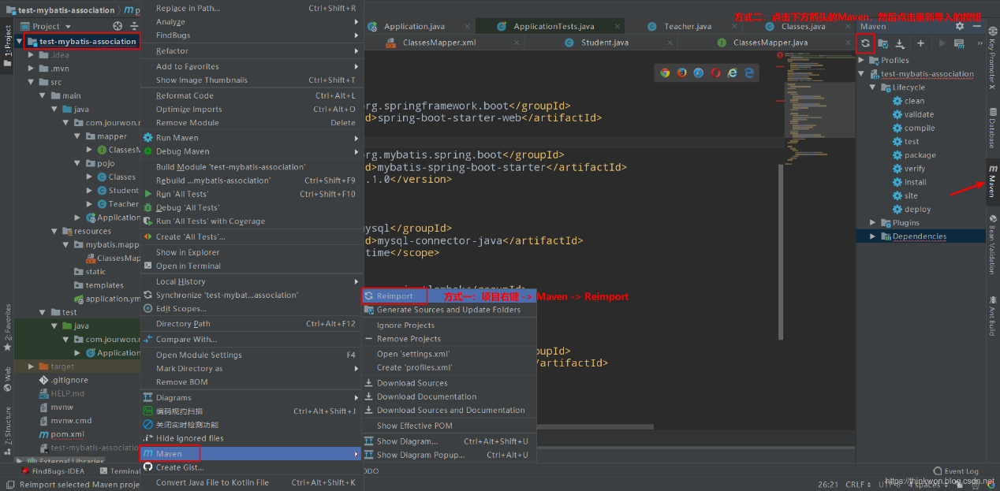 test-mybatis-association
Project
1: Project
test-mybatis-association
.idea
.mvn
src
main
java
com.jourwon.m
mapper
ClassesM
pojo
Classes
Student
Teacher
Application
resources
mybatis.mapp
ClassesMap
static
templates
application.ym
test
java
com.jourwon.m
Application
target
.gitignore
HELP.md
mvnw
mvnw.cmd
pom.xml
test-mybatis-associatio
External Libraries
2: Favorites
Web
Z: Structure
FindBugs-IDEA
Terminal
Reimport selected Maven proje
Replace in Path... Ctrl+Shift+R
Analyze
FindBugs
Refactor
Add to Favorites
Show Image Thumbnails Ctrl+Shift+T
Reformat Code Ctrl+Alt+L
Optimize Imports Ctrl+Alt+O
Remove Module Delete
Run Maven
Debug Maven
Build Module 'test-mybatis-association'
Rebuild ...mybatis-association' Ctrl+Shift+F9
Run 'All Tests' Ctrl+Shift+F10
Debug 'All Tests'
Run 'All Tests' with Coverage
Create 'All Tests'...
Show in Explorer
Open in Terminal
Local History
Synchronize 'test-mybat...association'
Edit Scopes...
Directory Path Ctrl+Alt+F12
Compare With...
Open Module Settings F4
Mark Directory as
Remove BOM
Diagrams
编码规约扫描 Ctrl+Alt+Shift+J
关闭实时检测功能
Hide ignored files
Maven
Create Gist...
Convert Java File to Kotlin File Ctrl+Alt+Shift+K
Reimport
方式一：项目右键 -> Maven -> Reimport
Generate Sources and Update Folders
Ignore Projects
Remove Projects
Open 'settings.xml'
Create 'profiles.xml'
Download Sources
Download Documentation
Download Sources and Documentation
Show Effective POM
Show Diagram... Ctrl+Alt+Shift+U
Show Diagram Popup... Ctrl+Alt+U
Application.java
ApplicationTests.java
Teacher.java
Classes.java
ClassesMapper.xml
Student.java
ClassesMapper.java
org.springframework.boot</groupId>
d>spring-boot-starter-web</artifactId>
org.mybatis.spring.boot</groupId>
d>mybatis-spring-boot-starter</artifactId>
.1.0</version>
mysql</groupId>
d>mysql-connector-java</artifactId>
time</scope>
oupId>
/artifactId>
方式二：点击下方箭头的Maven，然后点击重新导入的按钮
Maven
Profiles
test-mybatis-association
Lifecycle
clean
validate
compile
test
package
verify
install
site
deploy
Plugins
Dependencies
Key Promoter X
Database
Maven
Bean Validation
Ant Build
ODO
Event Log
26:21 CRLF UTF-8 4 spaces
https://thinkwon.blog.csdn.net